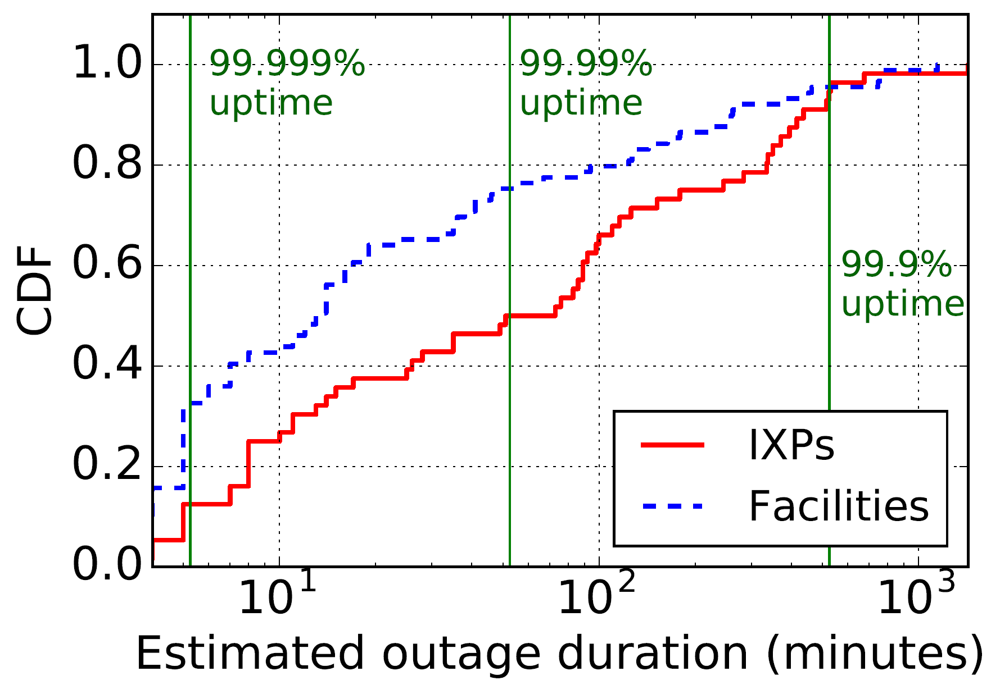 1.0
0.8
0.6
0.4
0.2
0.0
CDF
99.999%
uptime
99.99%
uptime
99.9%
uptime
IXPs
Facilities
10^1
10^2
10^3
Estimated outage duration (minutes)